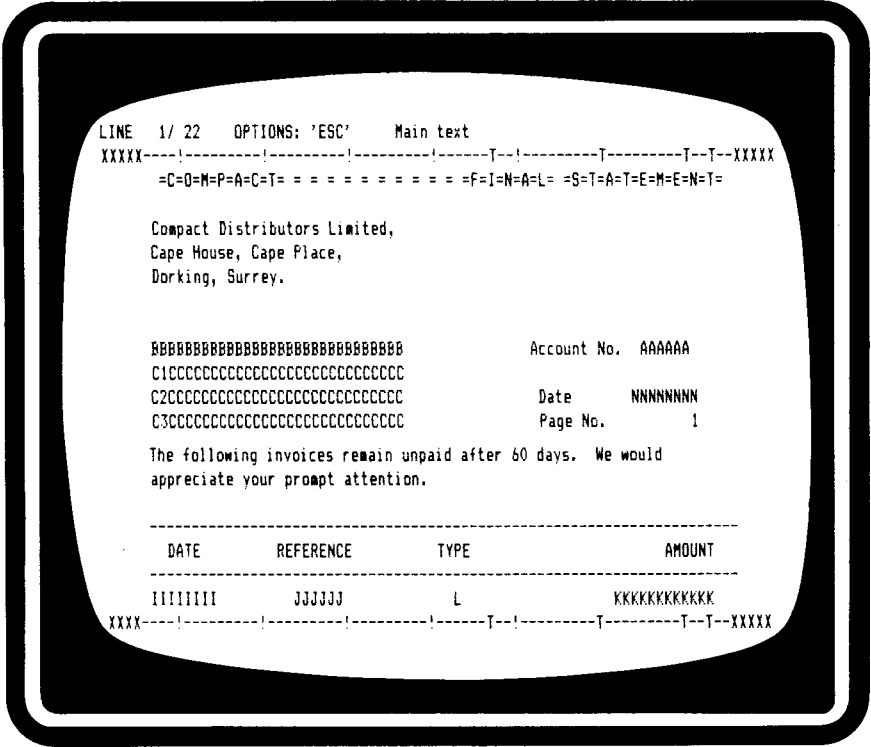 LINE 1/ 22 OPTIONS: 'ESC' Main text
XXXXX----!---------!---------!---------!------T--!---------T---------T--T--XXXXX
=C=O=M=P=A=C=T= = = = = = = = = = = =F=I=N=A=L= =S=T=A=T=E=M=E=N=T=
Compact Distributors Limited,
Cape House, Cape Place,
Dorking, Surrey.
BBBBBBBBBBBBBBBBBBBBBBBBBBBBBB Account No. AAAAAA
C1CCCCCCCCCCCCCCCCCCCCCCCCCCCC
C2CCCCCCCCCCCCCCCCCCCCCCCCCCCC Date NNNNNNNN
C3CCCCCCCCCCCCCCCCCCCCCCCCCCCC Page No. 1
The following invoices remain unpaid after 60 days. We would
appreciate your prompt attention.
----------------------------------------------------------------------
DATE REFERENCE TYPE AMOUNT
----------------------------------------------------------------------
IIIIIIII JJJJJJ L KKKKKKKKKKKK
XXXX----!---------!---------!---------!------T--!---------T---------T--T--XXXXX